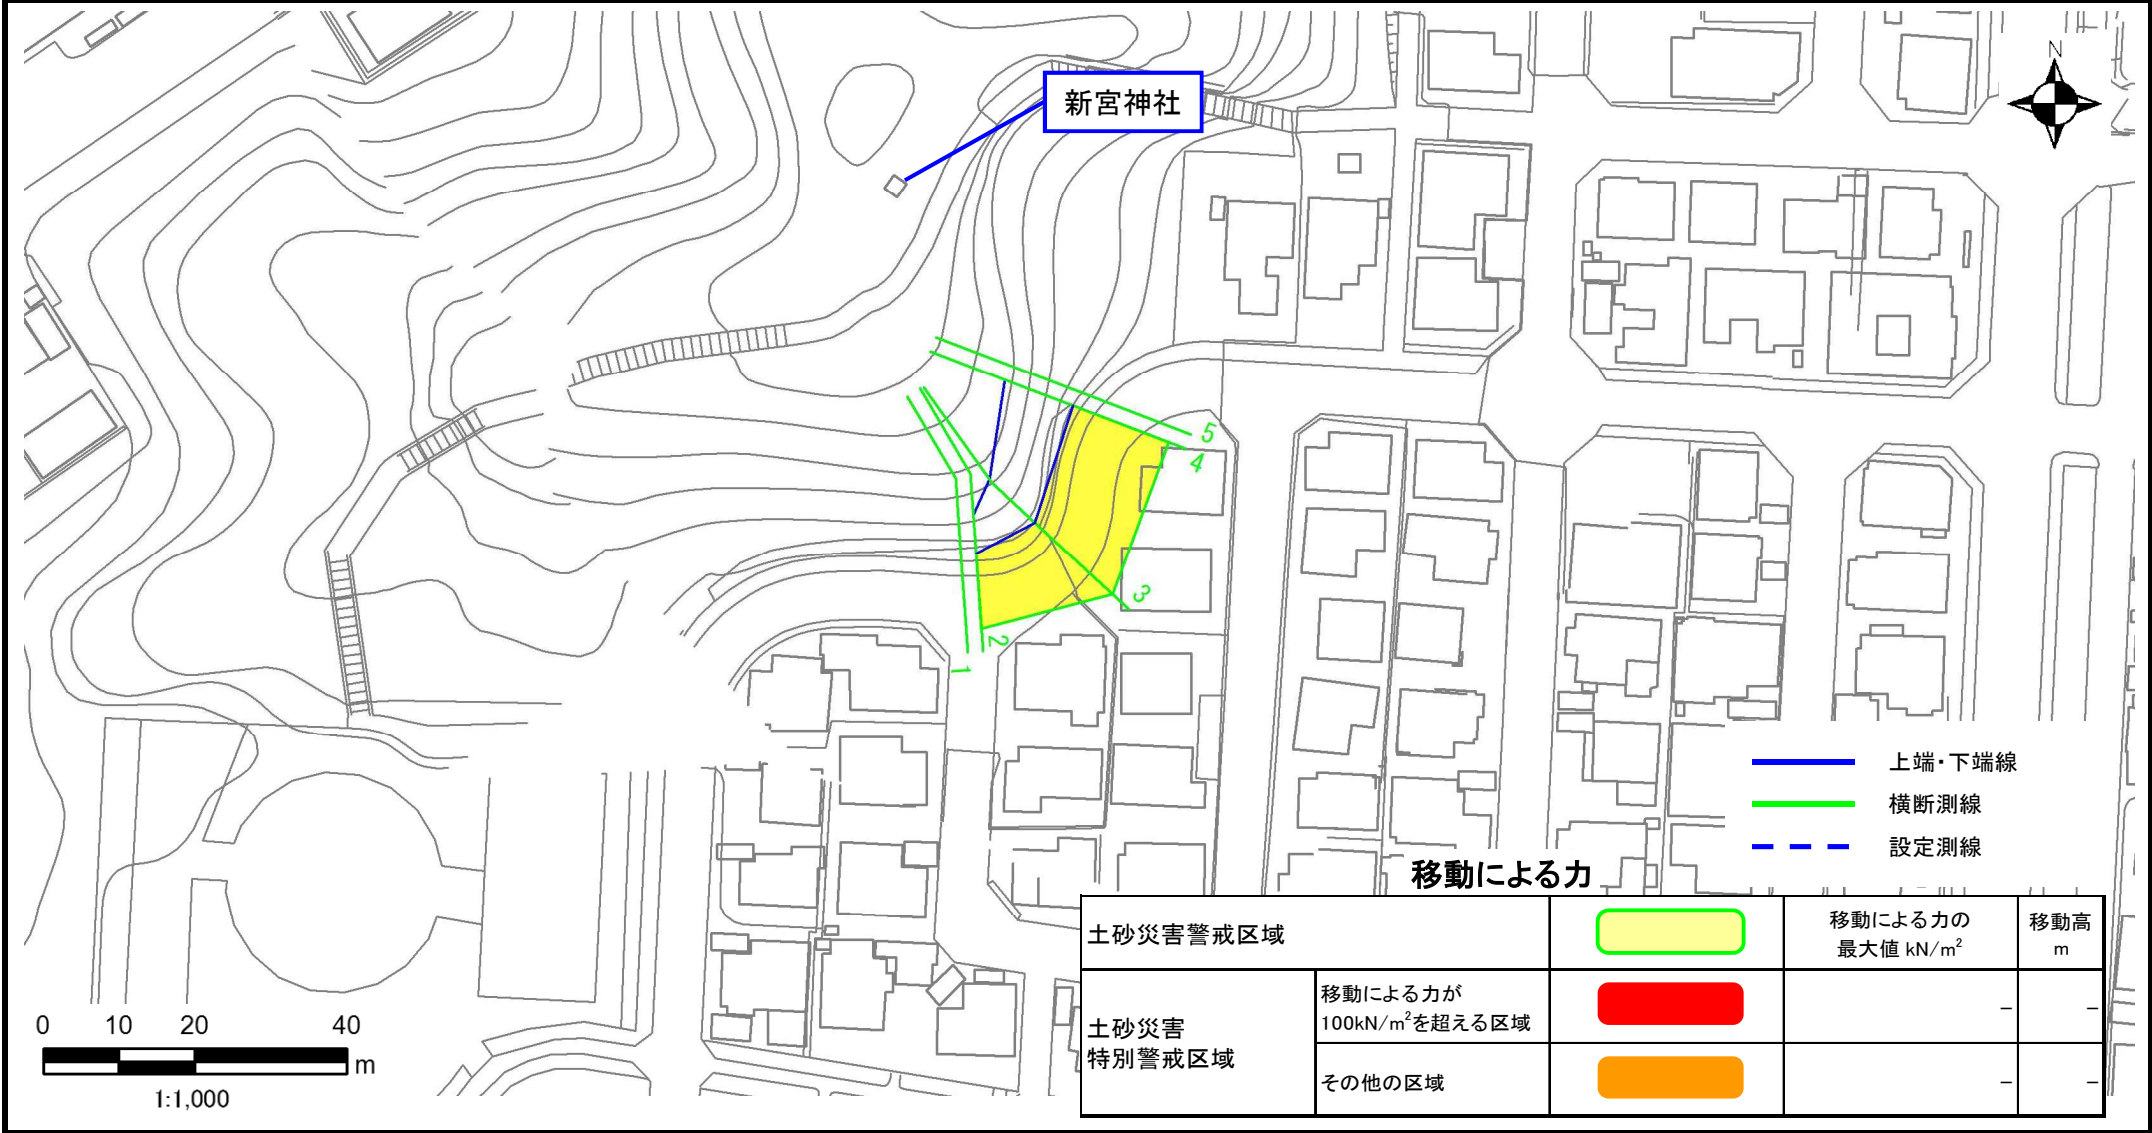 N
新宮神社
5
4
3
2
1
上端・下端線
横断測線
設定測線
移動による力
土砂災害警戒区域
移動による力の
最大値 kN/m²
移動高
m
土砂災害
特別警戒区域
移動による力が
100kN/m²を超える区域
－ －
その他の区域
－ －
0 10 20 40
m
1:1,000